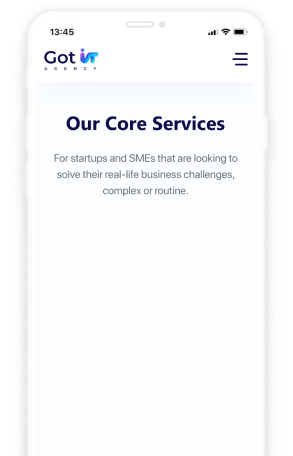 13:45
Got iT
AGENCY
Our Core Services
For startups and SMEs that are looking to
solve their real-life business challenges,
complex or routine.